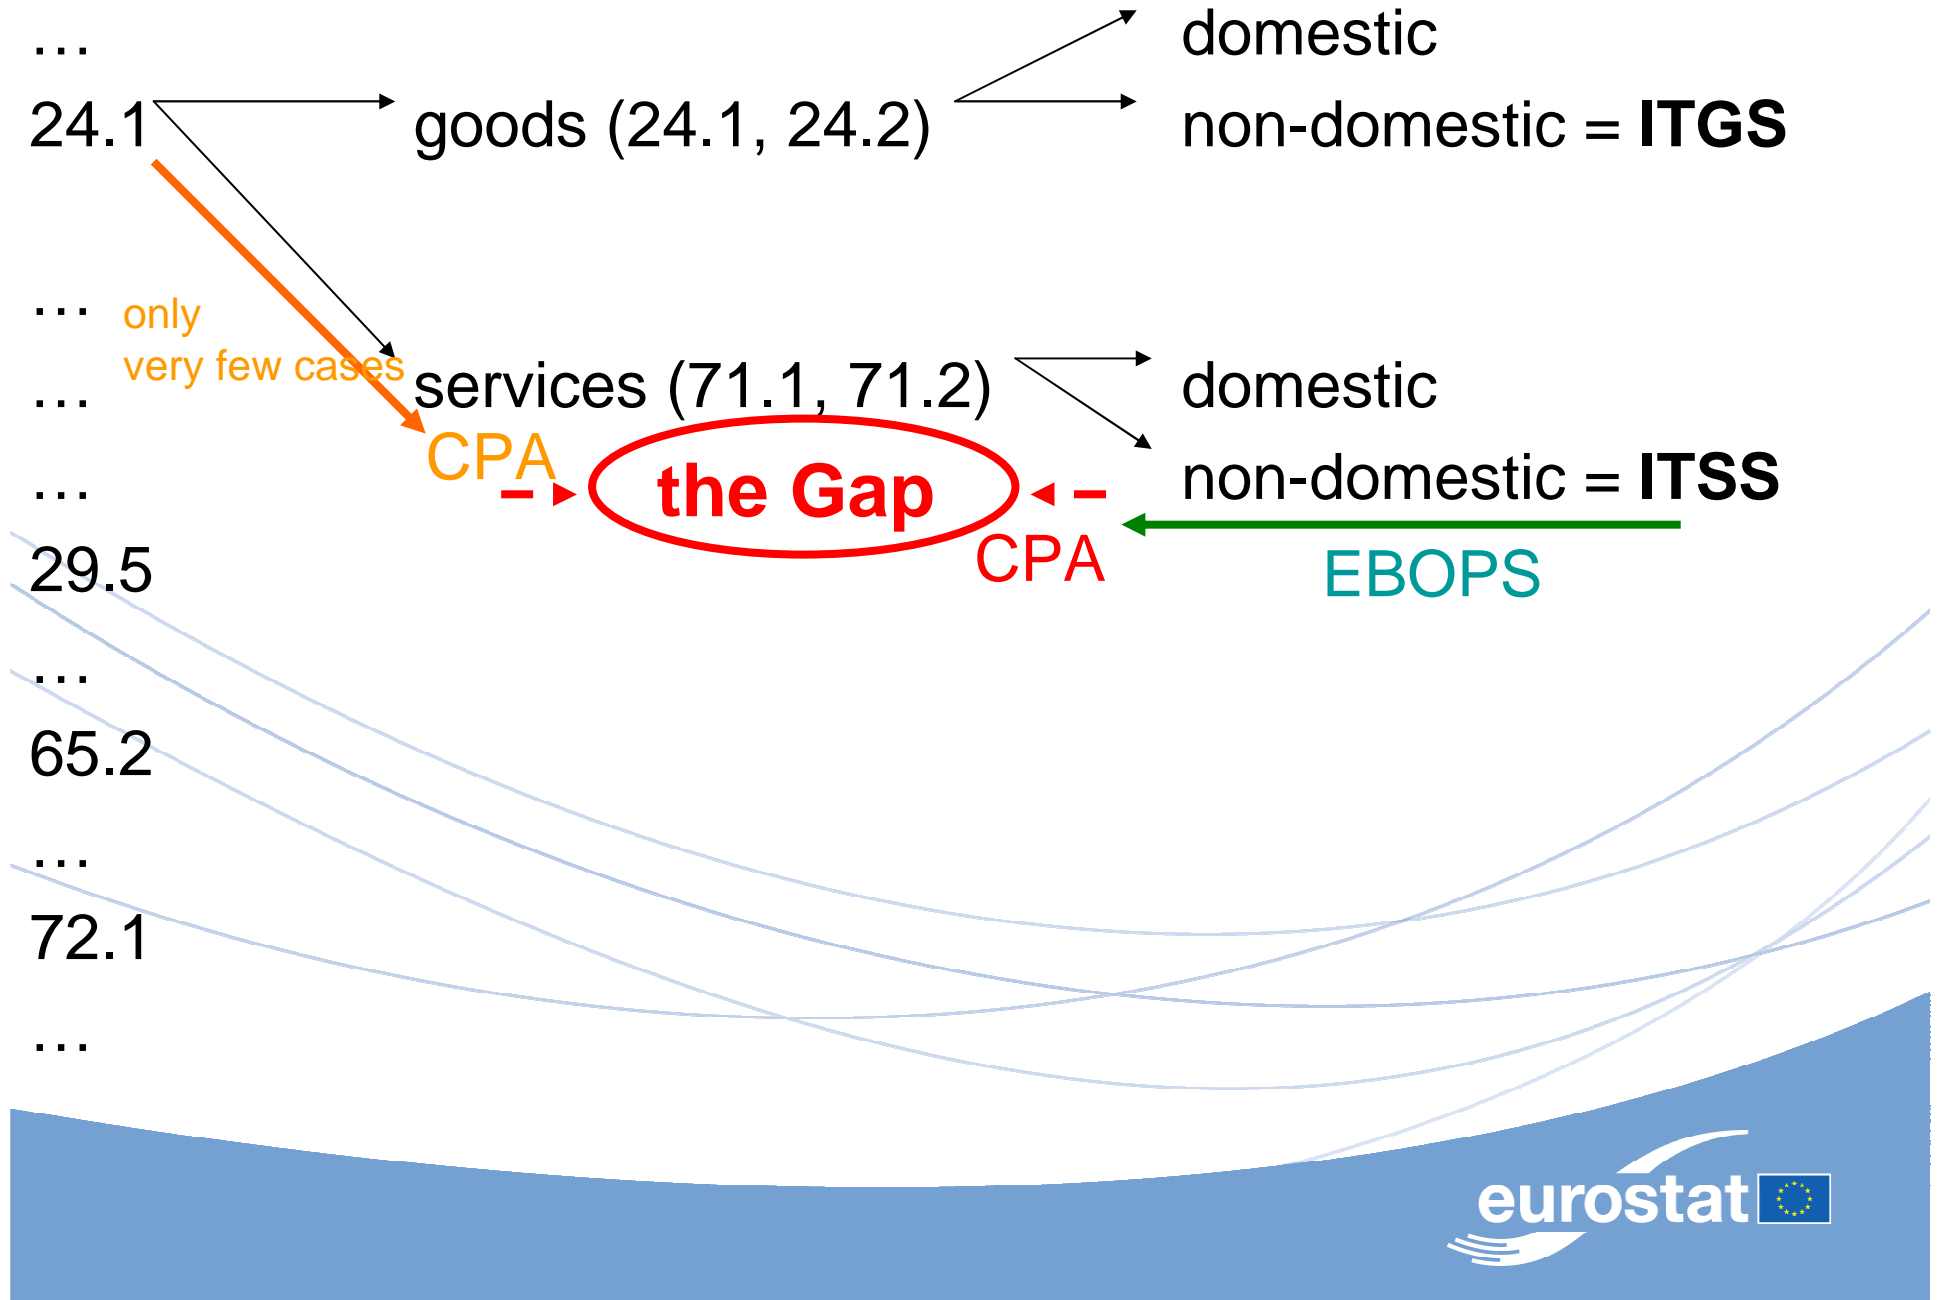 … domestic
24.1 goods (24.1, 24.2) non-domestic = ITGS
… only
very few cases
… services (71.1, 71.2) domestic
CPA
… the Gap non-domestic = ITSS
CPA EBOPS
29.5
…
65.2
…
72.1
…
eurostat